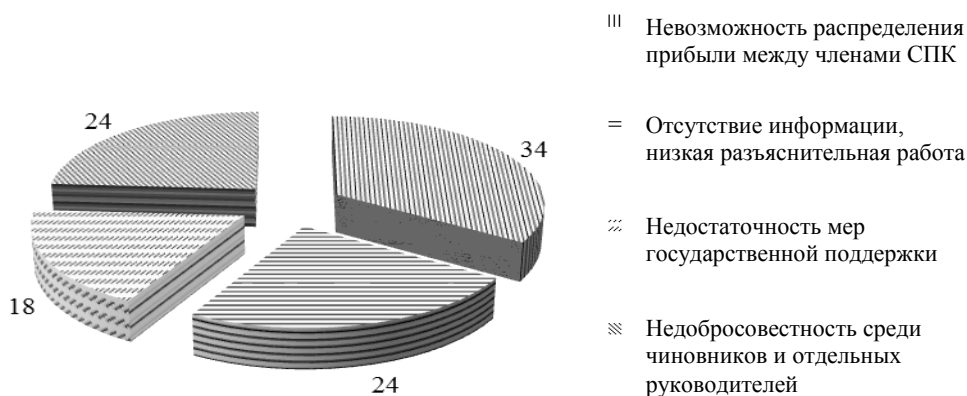 24
34
18
24
Невозможность распределения
прибыли между членами СПК
Отсутствие информации,
низкая разъяснительная работа
Недостаточность мер
государственной поддержки
Недобросовестность среди
чиновников и отдельных
руководителей